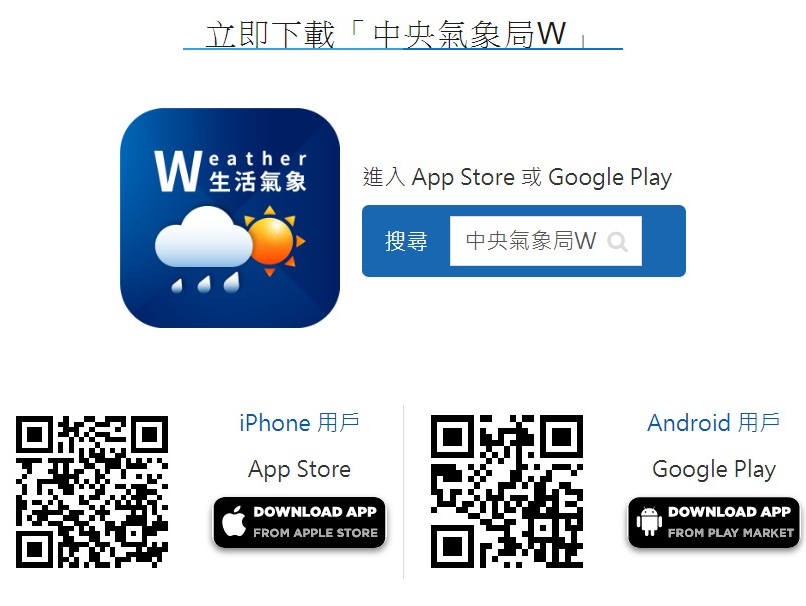 立即下載「中央氣象局W」
Weather
生活氣象
進入 App Store 或 Google Play
搜尋
中央氣象局W
iPhone 用戶
App Store
DOWNLOAD APP
FROM APPLE STORE
Android 用戶
Google Play
DOWNLOAD APP
FROM PLAY MARKET